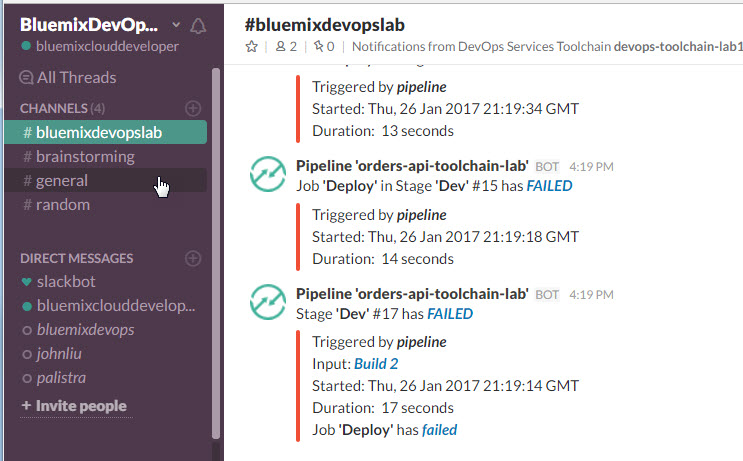 BluemixDevOp...
bluemixclouddeveloper
All Threads
CHANNELS (4)
# bluemixdevopslab
# brainstorming
# general
# random
DIRECT MESSAGES
slackbot
bluemixclouddevelop...
bluemixdevops
johnliu
palistra
+ Invite people
#bluemixdevopslab
2 | 0 | Notifications from DevOps Services Toolchain devops-toolchain-lab1
Triggered by pipeline
Started: Thu, 26 Jan 2017 21:19:34 GMT
Duration: 13 seconds
Pipeline 'orders-api-toolchain-lab' BOT 4:19 PM
Job 'Deploy' in Stage 'Dev' #15 has FAILED
Triggered by pipeline
Started: Thu, 26 Jan 2017 21:19:18 GMT
Duration: 14 seconds
Pipeline 'orders-api-toolchain-lab' BOT 4:19 PM
Stage 'Dev' #17 has FAILED
Triggered by pipeline
Input: Build 2
Started: Thu, 26 Jan 2017 21:19:14 GMT
Duration: 17 seconds
Job 'Deploy' has failed